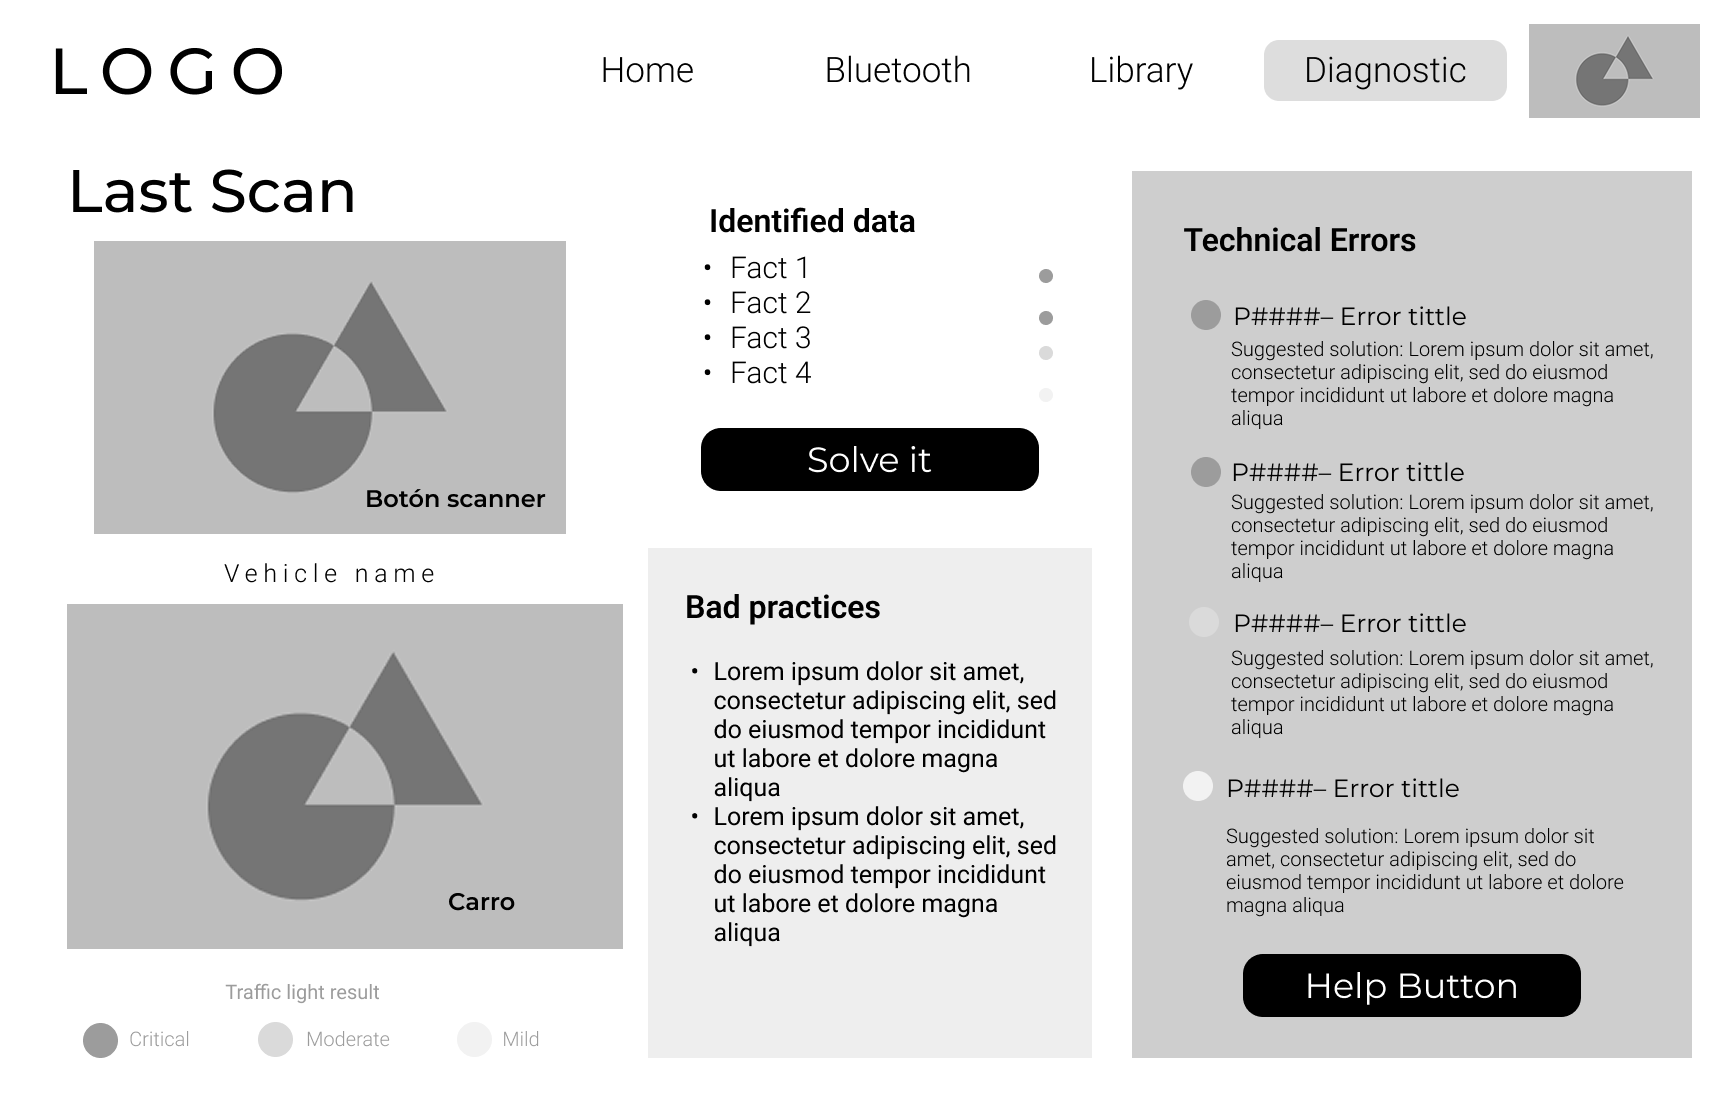 LOGO
Home
Bluetooth
Library
Diagnostic
Last Scan
Botón scanner
Vehicle name
Carro
Traffic light result
Critical
Moderate
Mild
Identified data
• Fact 1
• Fact 2
• Fact 3
• Fact 4
Solve it
Bad practices
• Lorem ipsum dolor sit amet,
consectetur adipiscing elit, sed
do eiusmod tempor incididunt
ut labore et dolore magna
aliqua
• Lorem ipsum dolor sit amet,
consectetur adipiscing elit, sed
do eiusmod tempor incididunt
ut labore et dolore magna
aliqua
Technical Errors
P####– Error tittle
Suggested solution: Lorem ipsum dolor sit amet,
consectetur adipiscing elit, sed do eiusmod
tempor incididunt ut labore et dolore magna
aliqua
P####– Error tittle
Suggested solution: Lorem ipsum dolor sit amet,
consectetur adipiscing elit, sed do eiusmod
tempor incididunt ut labore et dolore magna
aliqua
P####– Error tittle
Suggested solution: Lorem ipsum dolor sit amet,
consectetur adipiscing elit, sed do eiusmod
tempor incididunt ut labore et dolore magna
aliqua
P####– Error tittle
Suggested solution: Lorem ipsum dolor sit
amet, consectetur adipiscing elit, sed do
eiusmod tempor incididunt ut labore et dolore
magna aliqua
Help Button